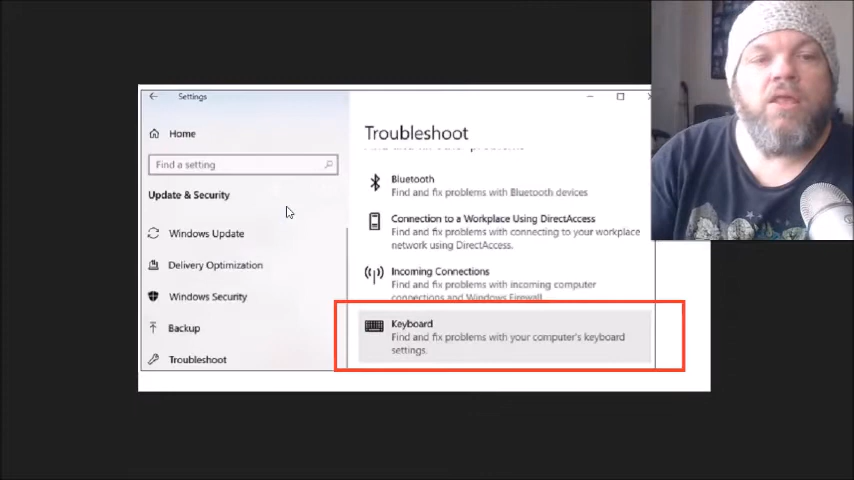 Settings
Home
Find a setting
Update & Security
Windows Update
Delivery Optimization
Windows Security
Backup
Troubleshoot
Troubleshoot
Bluetooth
Find and fix problems with Bluetooth devices
Connection to a Workplace Using DirectAccess
Find and fix problems with connecting to your workplace
network using DirectAccess.
Incoming Connections
Find and fix problems with incoming computer
connections and Windows Firewall.
Keyboard
Find and fix problems with your computer's keyboard
settings.